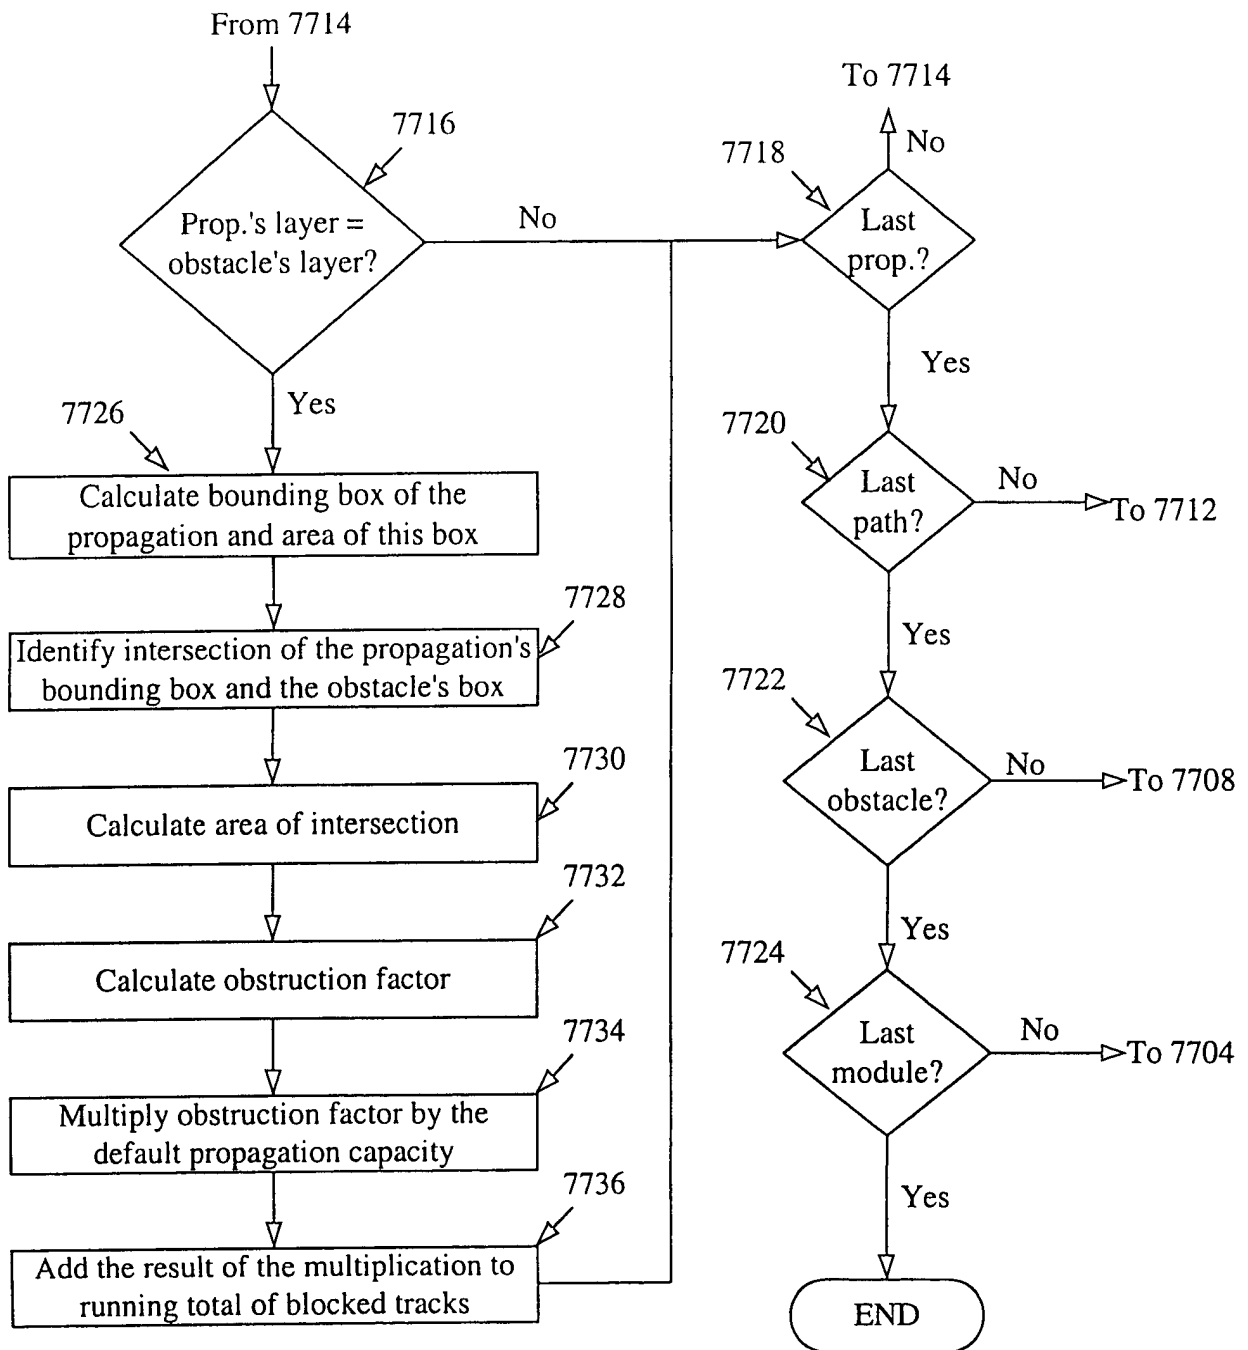 From 7714
7716
Prop.'s layer =
obstacle's layer?
No
Yes
7726
Calculate bounding box of the
propagation and area of this box
7728
Identify intersection of the propagation's
bounding box and the obstacle's box
7730
Calculate area of intersection
7732
Calculate obstruction factor
7734
Multiply obstruction factor by the
default propagation capacity
7736
Add the result of the multiplication to
running total of blocked tracks
To 7714
No
7718
Last
prop.?
Yes
7720
Last
path?
No
To 7712
Yes
7722
Last
obstacle?
No
To 7708
Yes
7724
Last
module?
No
To 7704
Yes
END